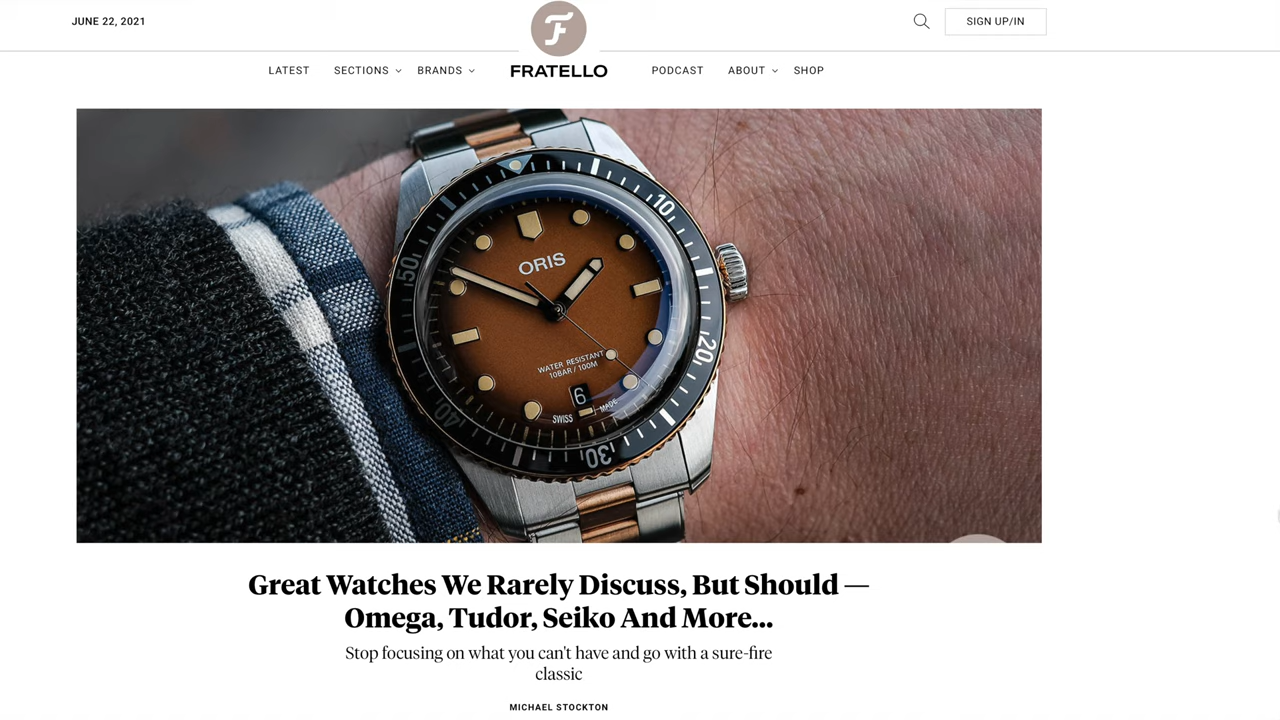 JUNE 22, 2021
SIGN UP/IN
LATEST
SECTIONS
BRANDS
FRATELLO
PODCAST
ABOUT
SHOP
10
50
ORIS
20
WATER RESISTANT
10BAR / 100M
6
SWISS MADE
40
30
Great Watches We Rarely Discuss, But Should —
Omega, Tudor, Seiko And More...
Stop focusing on what you can't have and go with a sure-fire
classic
MICHAEL STOCKTON